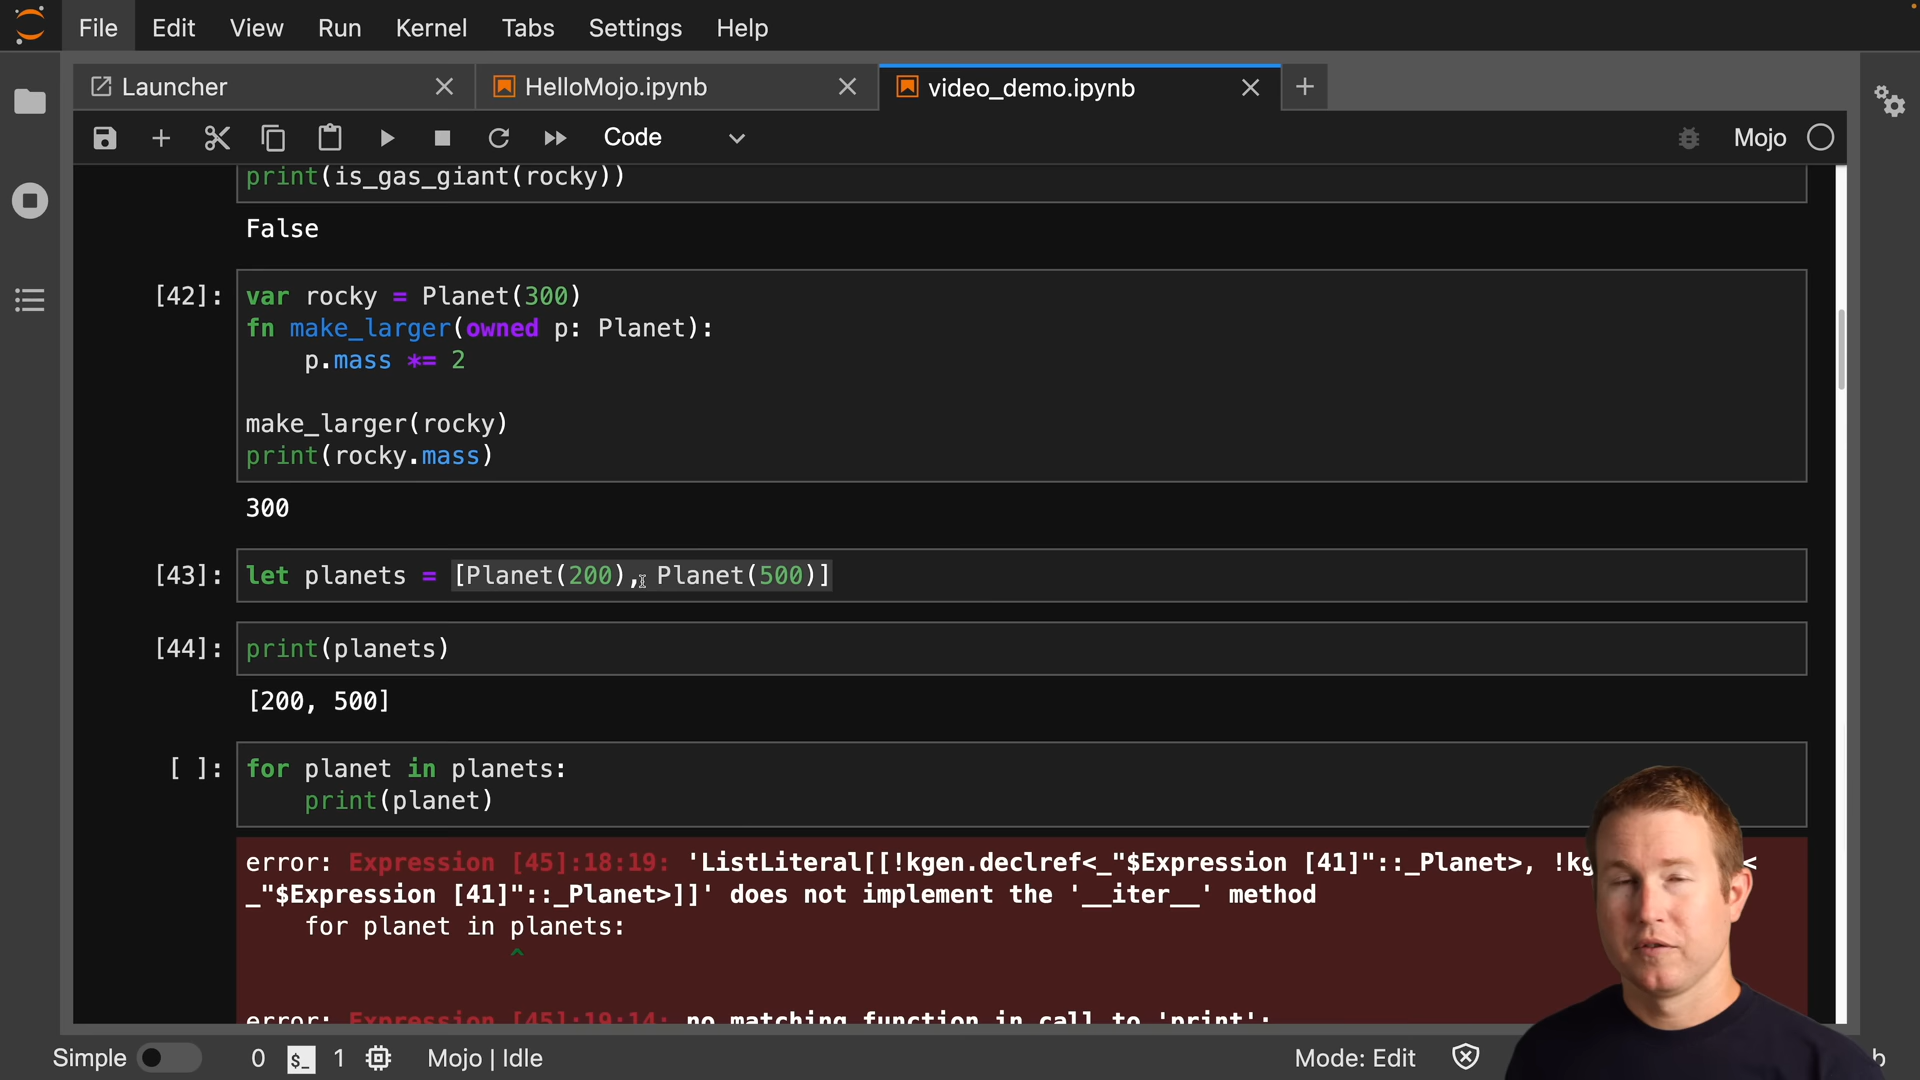 File Edit View Run Kernel Tabs Settings Help
Launcher HelloMojo.ipynb video_demo.ipynb
Code Mojo
print(is_gas_giant(rocky))
False
[42]: var rocky = Planet(300)
fn make_larger(owned p: Planet):
p.mass *= 2
make_larger(rocky)
print(rocky.mass)
300
[43]: let planets = [Planet(200), Planet(500)]
[44]: print(planets)
[200, 500]
[ ]: for planet in planets:
print(planet)
error: Expression [45]:18:19: 'ListLiteral[[!kgen.declref<_"$Expression [41]"::_Planet>, !kg <
_"$Expression [41]"::_Planet>]]' does not implement the '__iter__' method
for planet in planets:
^
error: Expression [45]:19:14: no matching function in call to 'print':
Simple 0 $_ 1 Mojo | Idle Mode: Edit b